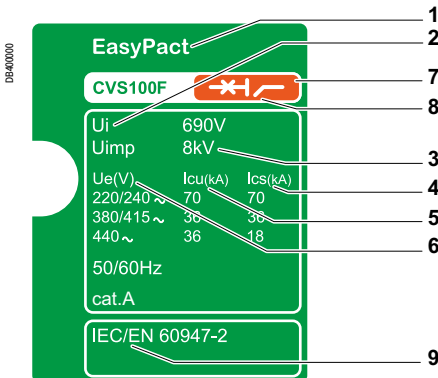 1
2
DB400000
EasyPact
7
CVS100F
8
Ui 690V
Uimp 8kV
3
Ue(V) Icu(kA) Ics(kA)
4
220/240 ~ 70 70
5
380/415 ~ 36 36
6
440 ~ 36 18
50/60Hz
cat.A
IEC/EN 60947-2
9